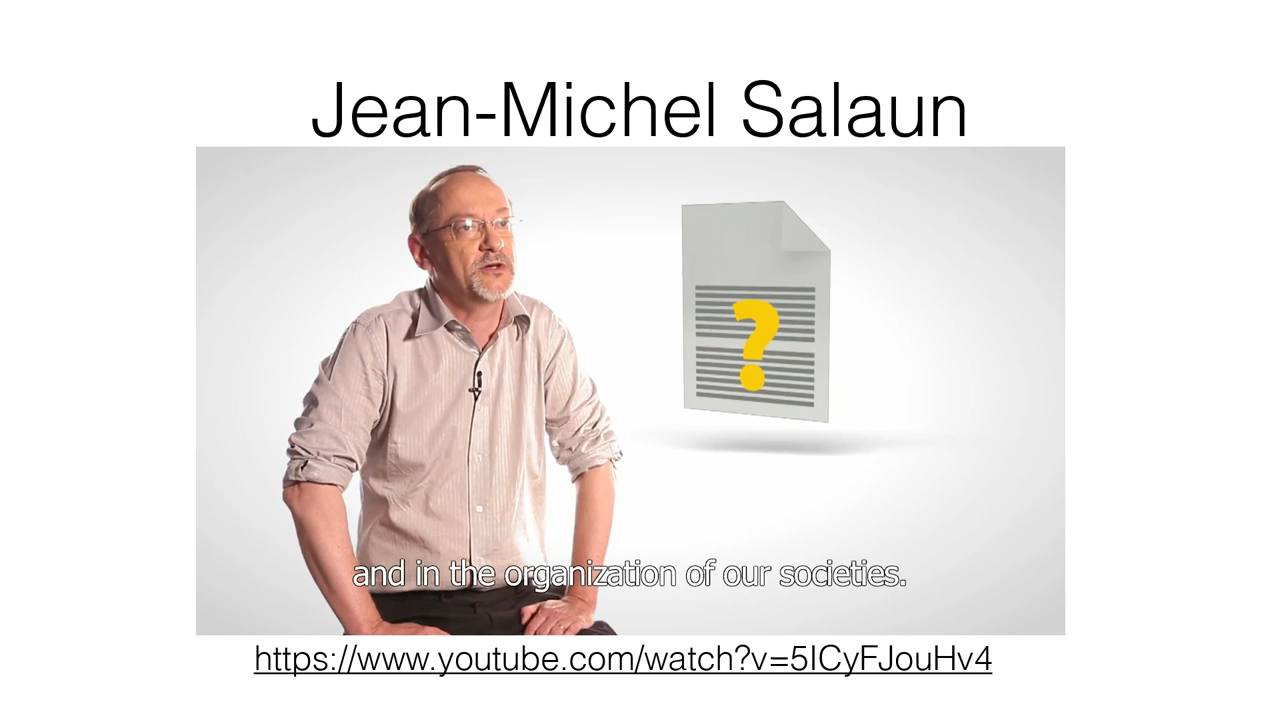 Jean-Michel Salaun
?
and in the organization of our societies.
https://www.youtube.com/watch?v=5ICyFJouHv4